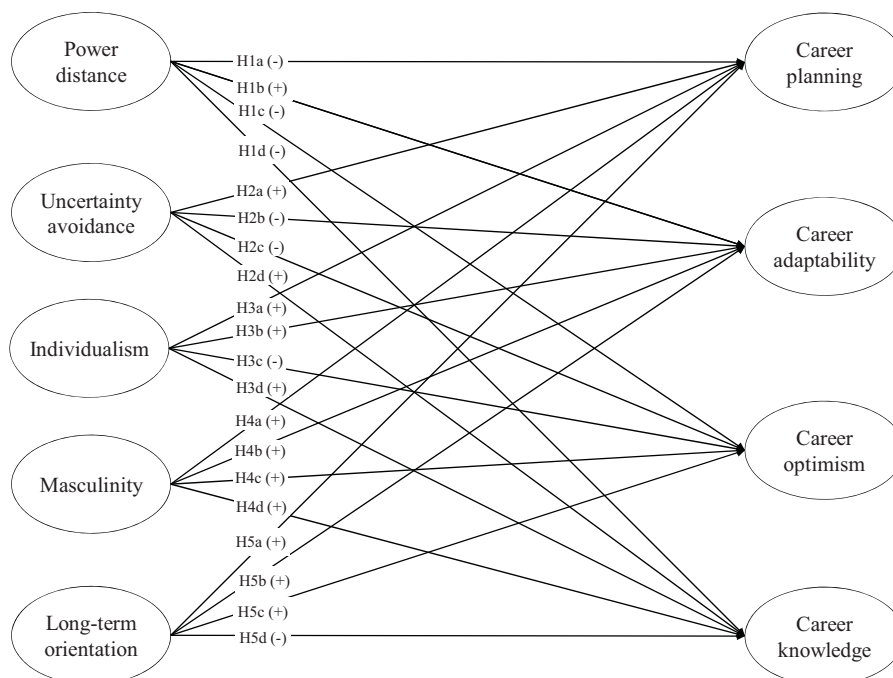 Power
distance
Uncertainty
avoidance
Individualism
Masculinity
Long-term
orientation
H1a (-)
H1b (+)
H1c (-)
H1d (-)
H2a (+)
H2b (-)
H2c (-)
H2d (+)
H3a (+)
H3b (+)
H3c (-)
H3d (+)
H4a (+)
H4b (+)
H4c (+)
H4d (+)
H5a (+)
H5b (+)
H5c (+)
H5d (-)
Career
planning
Career
adaptability
Career
optimism
Career
knowledge